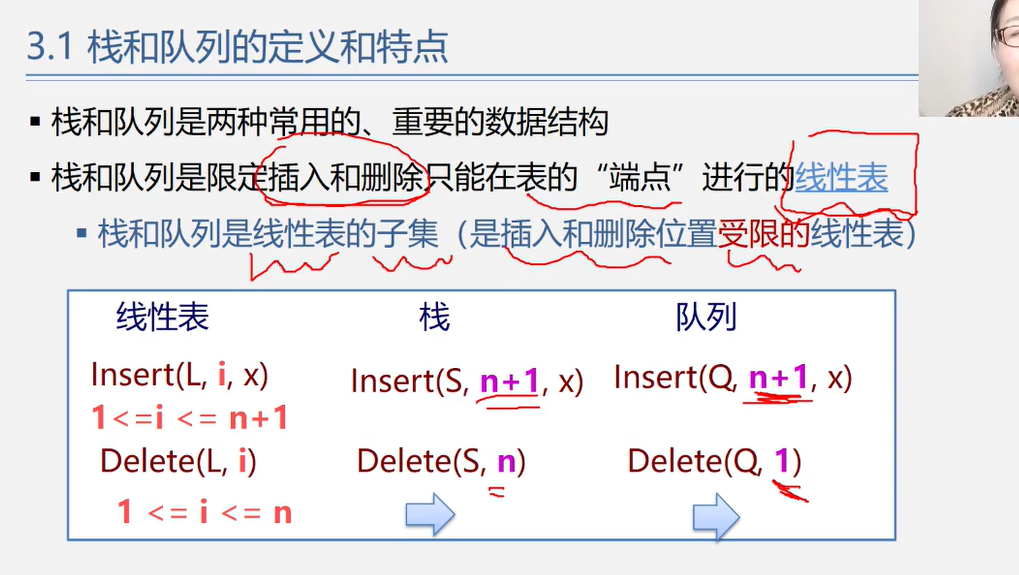 3.1 栈和队列的定义和特点
▪ 栈和队列是两种常用的、重要的数据结构
▪ 栈和队列是限定插入和删除只能在表的“端点”进行的线性表
▪ 栈和队列是线性表的子集（是插入和删除位置受限的线性表）
线性表 栈 队列
Insert(L, i, x) Insert(S, n+1, x) Insert(Q, n+1, x)
1<=i <= n+1
Delete(L, i) Delete(S, n) Delete(Q, 1)
1 <= i <= n